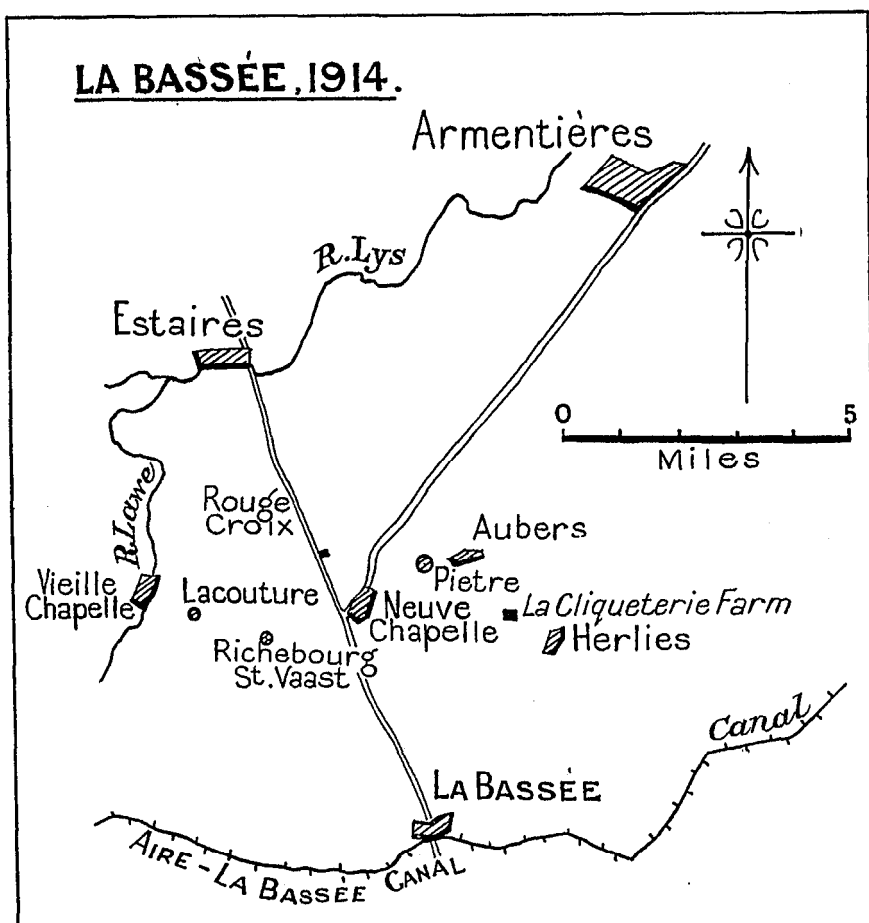 LA BASSÉE, 1914.
Armentières
R. Lys
Estaires
0 5
Miles
R. Lawe
Rouge
Croix
Aubers
Pietre
Vieille
Chapelle
Lacouture
Neuve
Chapelle
La Cliqueterie Farm
Herlies
Richebourg
St. Vaast
Canal
LA BASSÉE
AIRE - LA BASSÉE CANAL